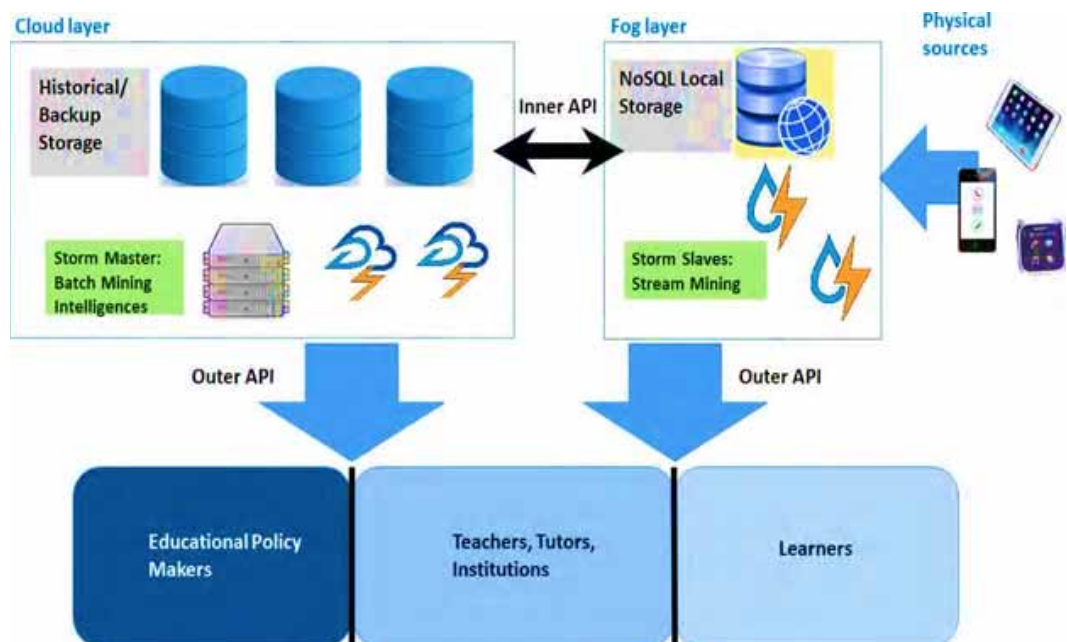 Cloud layer
Historical/
Backup
Storage
Storm Master:
Batch Mining
Intelligences
Inner API
Fog layer
NoSQL Local
Storage
Storm Slaves:
Stream Mining
Physical
sources
Outer API
Outer API
Educational Policy
Makers
Teachers, Tutors,
Institutions
Learners